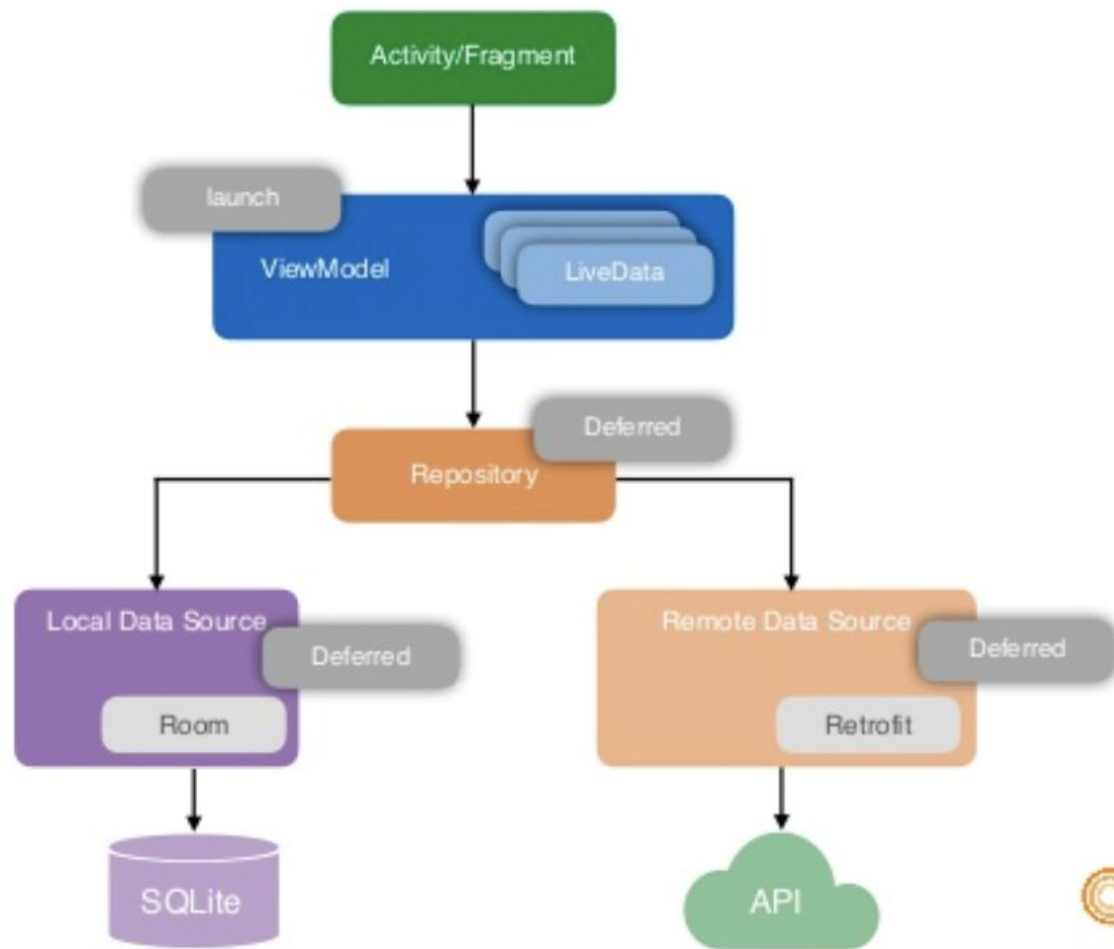 Activity/Fragment
launch
ViewModel
LiveData
Deferred
Repository
Local Data Source
Deferred
Room
Remote Data Source
Deferred
Retrofit
SQLite
API